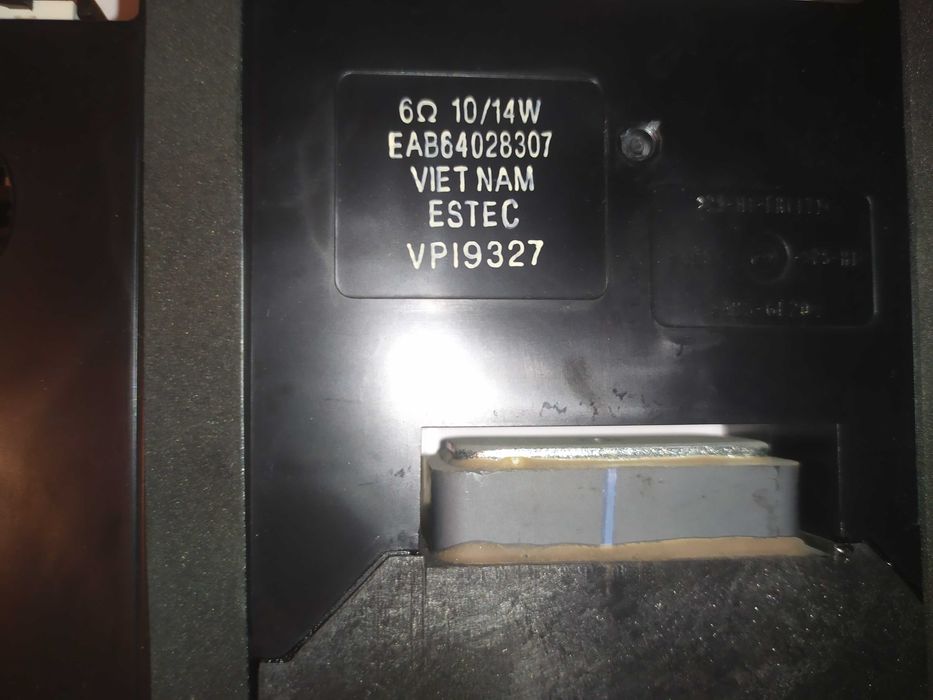 6Ω 10/14W
EAB64028307
VIET NAM
ESTEC
VPI9327